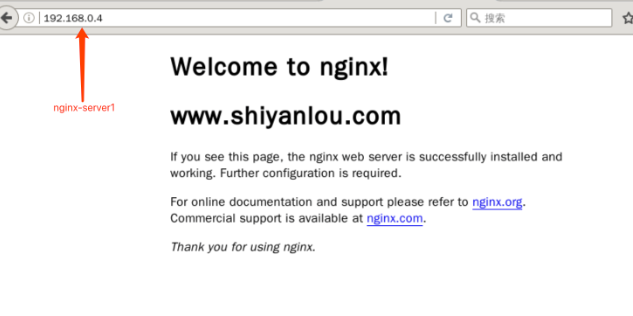 192.168.0.4
搜索
nginx-server1
Welcome to nginx!
www.shiyanlou.com
If you see this page, the nginx web server is successfully installed and
working. Further configuration is required.
For online documentation and support please refer to nginx.org.
Commercial support is available at nginx.com.
Thank you for using nginx.